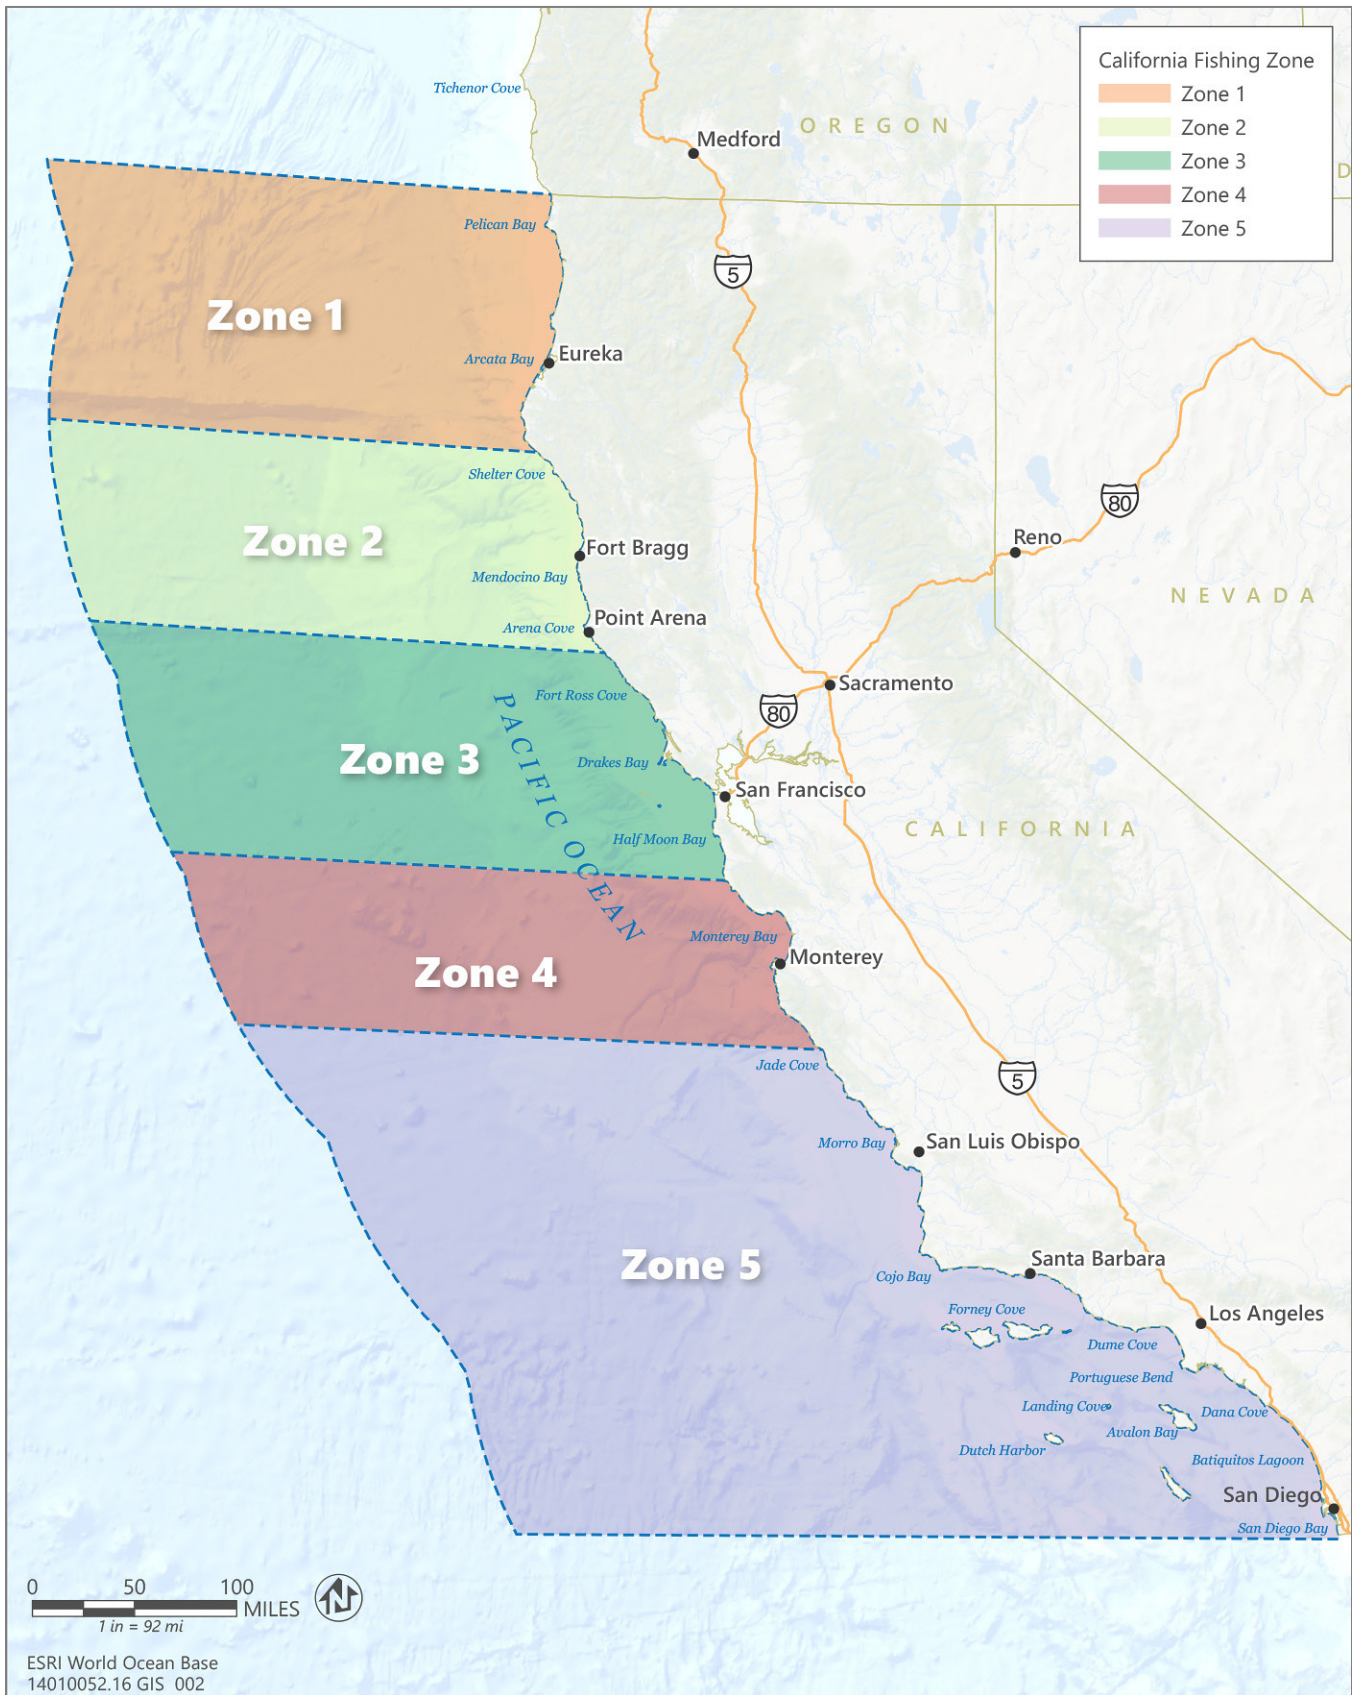 California Fishing Zone
Zone 1
Zone 2
Zone 3
Zone 4
Zone 5
Tichenor Cove
OREGON
Medford
D
Pelican Bay
5
Zone 1
Arcata Bay
Eureka
Shelter Cove
80
Zone 2
Fort Bragg
Reno
Mendocino Bay
NEVADA
Point Arena
Arena Cove
Sacramento
Fort Ross Cove
80
PACIFIC OCEAN
Zone 3
Drakes Bay
San Francisco
CALIFORNIA
Half Moon Bay
Monterey Bay
Monterey
Zone 4
Jade Cove
5
Morro Bay
San Luis Obispo
Zone 5
Santa Barbara
Cojo Bay
Forney Cove
Los Angeles
Dume Cove
Portuguese Bend
Landing Cove
Dana Cove
Avalon Bay
Dutch Harbor
Batiquitos Lagoon
San Diego
San Diego Bay
0 50 100
MILES
1 in = 92 mi
N
ESRI World Ocean Base
14010052.16 GIS 002